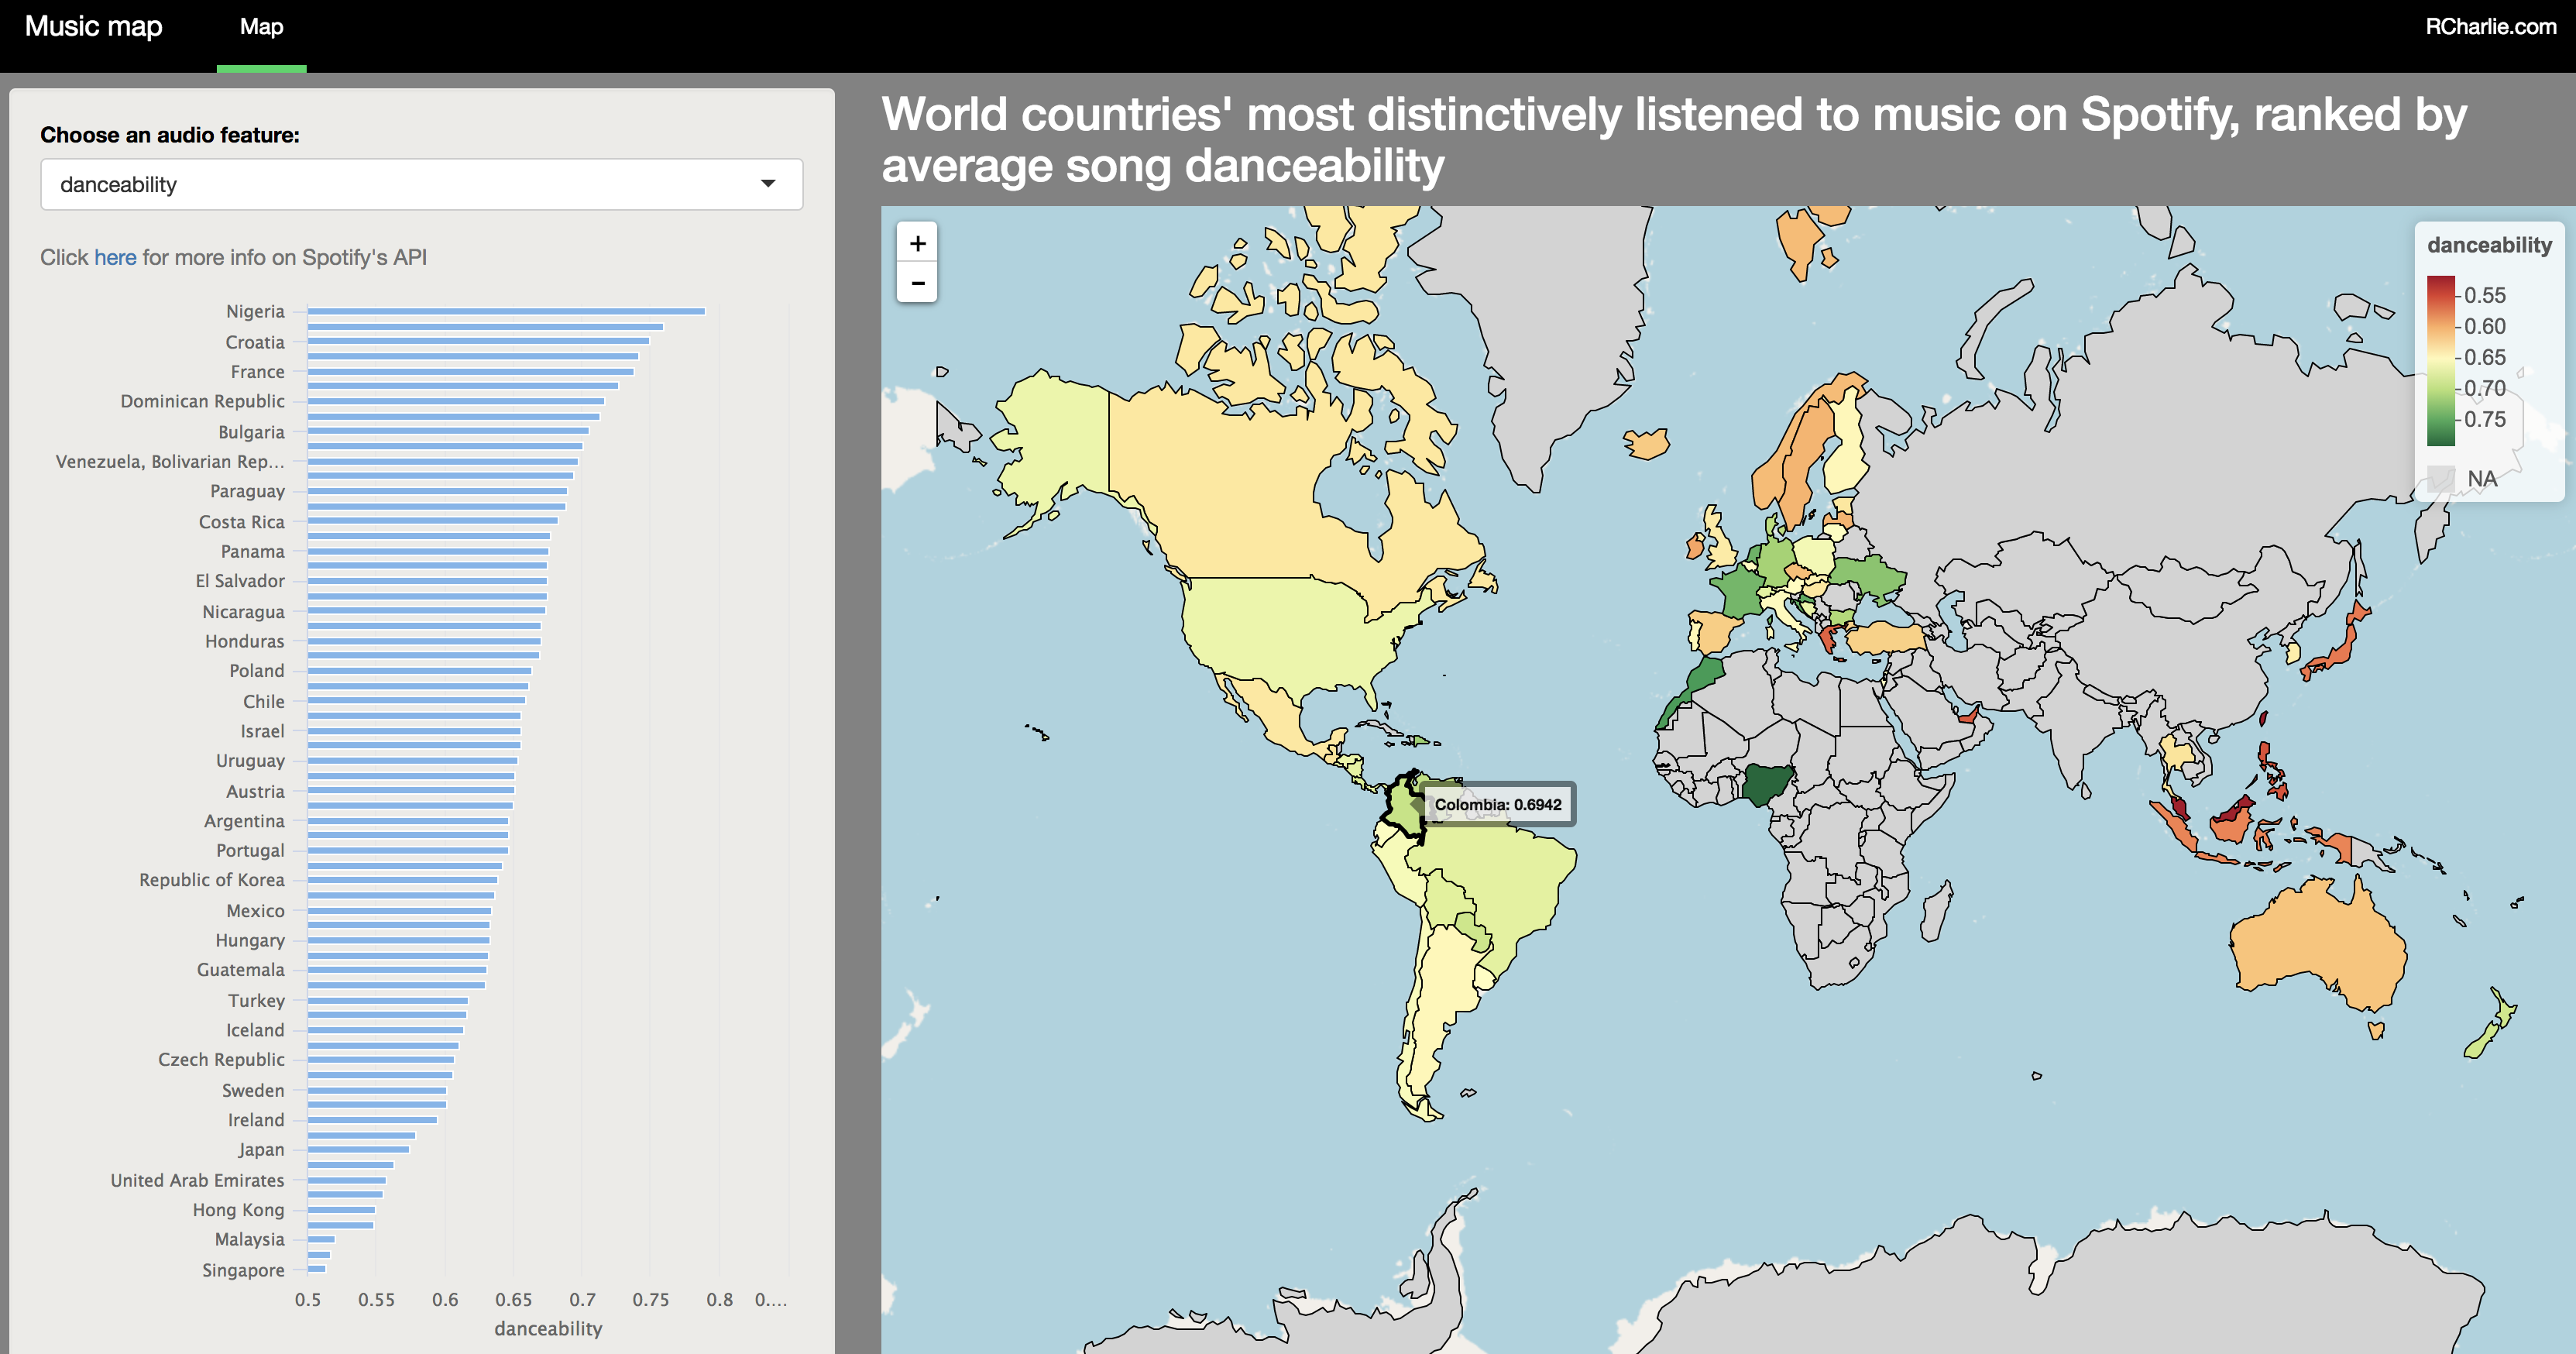 Music map
Map
RCharlie.com
Choose an audio feature:
danceability
Click here for more info on Spotify's API
Nigeria
Croatia
France
Dominican Republic
Bulgaria
Venezuela, Bolivarian Rep...
Paraguay
Costa Rica
Panama
El Salvador
Nicaragua
Honduras
Poland
Chile
Israel
Uruguay
Austria
Argentina
Portugal
Republic of Korea
Mexico
Hungary
Guatemala
Turkey
Iceland
Czech Republic
Sweden
Ireland
Japan
United Arab Emirates
Hong Kong
Malaysia
Singapore
0.5 0.55 0.6 0.65 0.7 0.75 0.8 0....
danceability
World countries' most distinctively listened to music on Spotify, ranked by
average song danceability
+
−
danceability
0.55
0.60
0.65
0.70
0.75
NA
Colombia: 0.6942